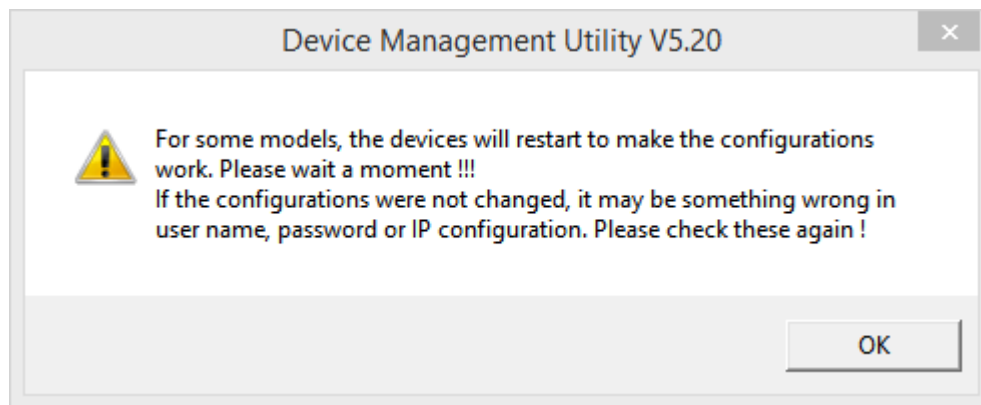 Device Management Utility V5.20
For some models, the devices will restart to make the configurations
work. Please wait a moment !!!
If the configurations were not changed, it may be something wrong in
user name, password or IP configuration. Please check these again !
OK